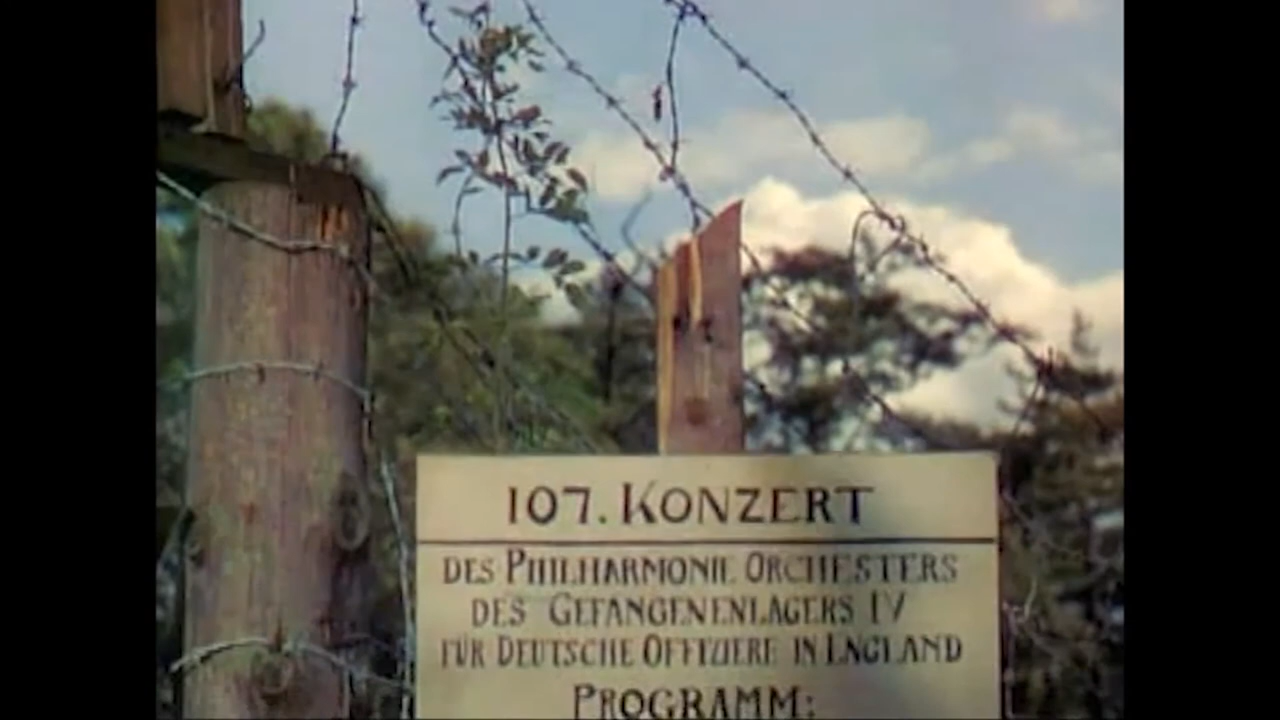 107. KONZERT
DES PHILHARMONIE ORCHESTERS
DES GEFANGENENLAGERS IV
FÜR DEUTSCHE OFFIZIERE IN ENGLAND
PROGRAMM: